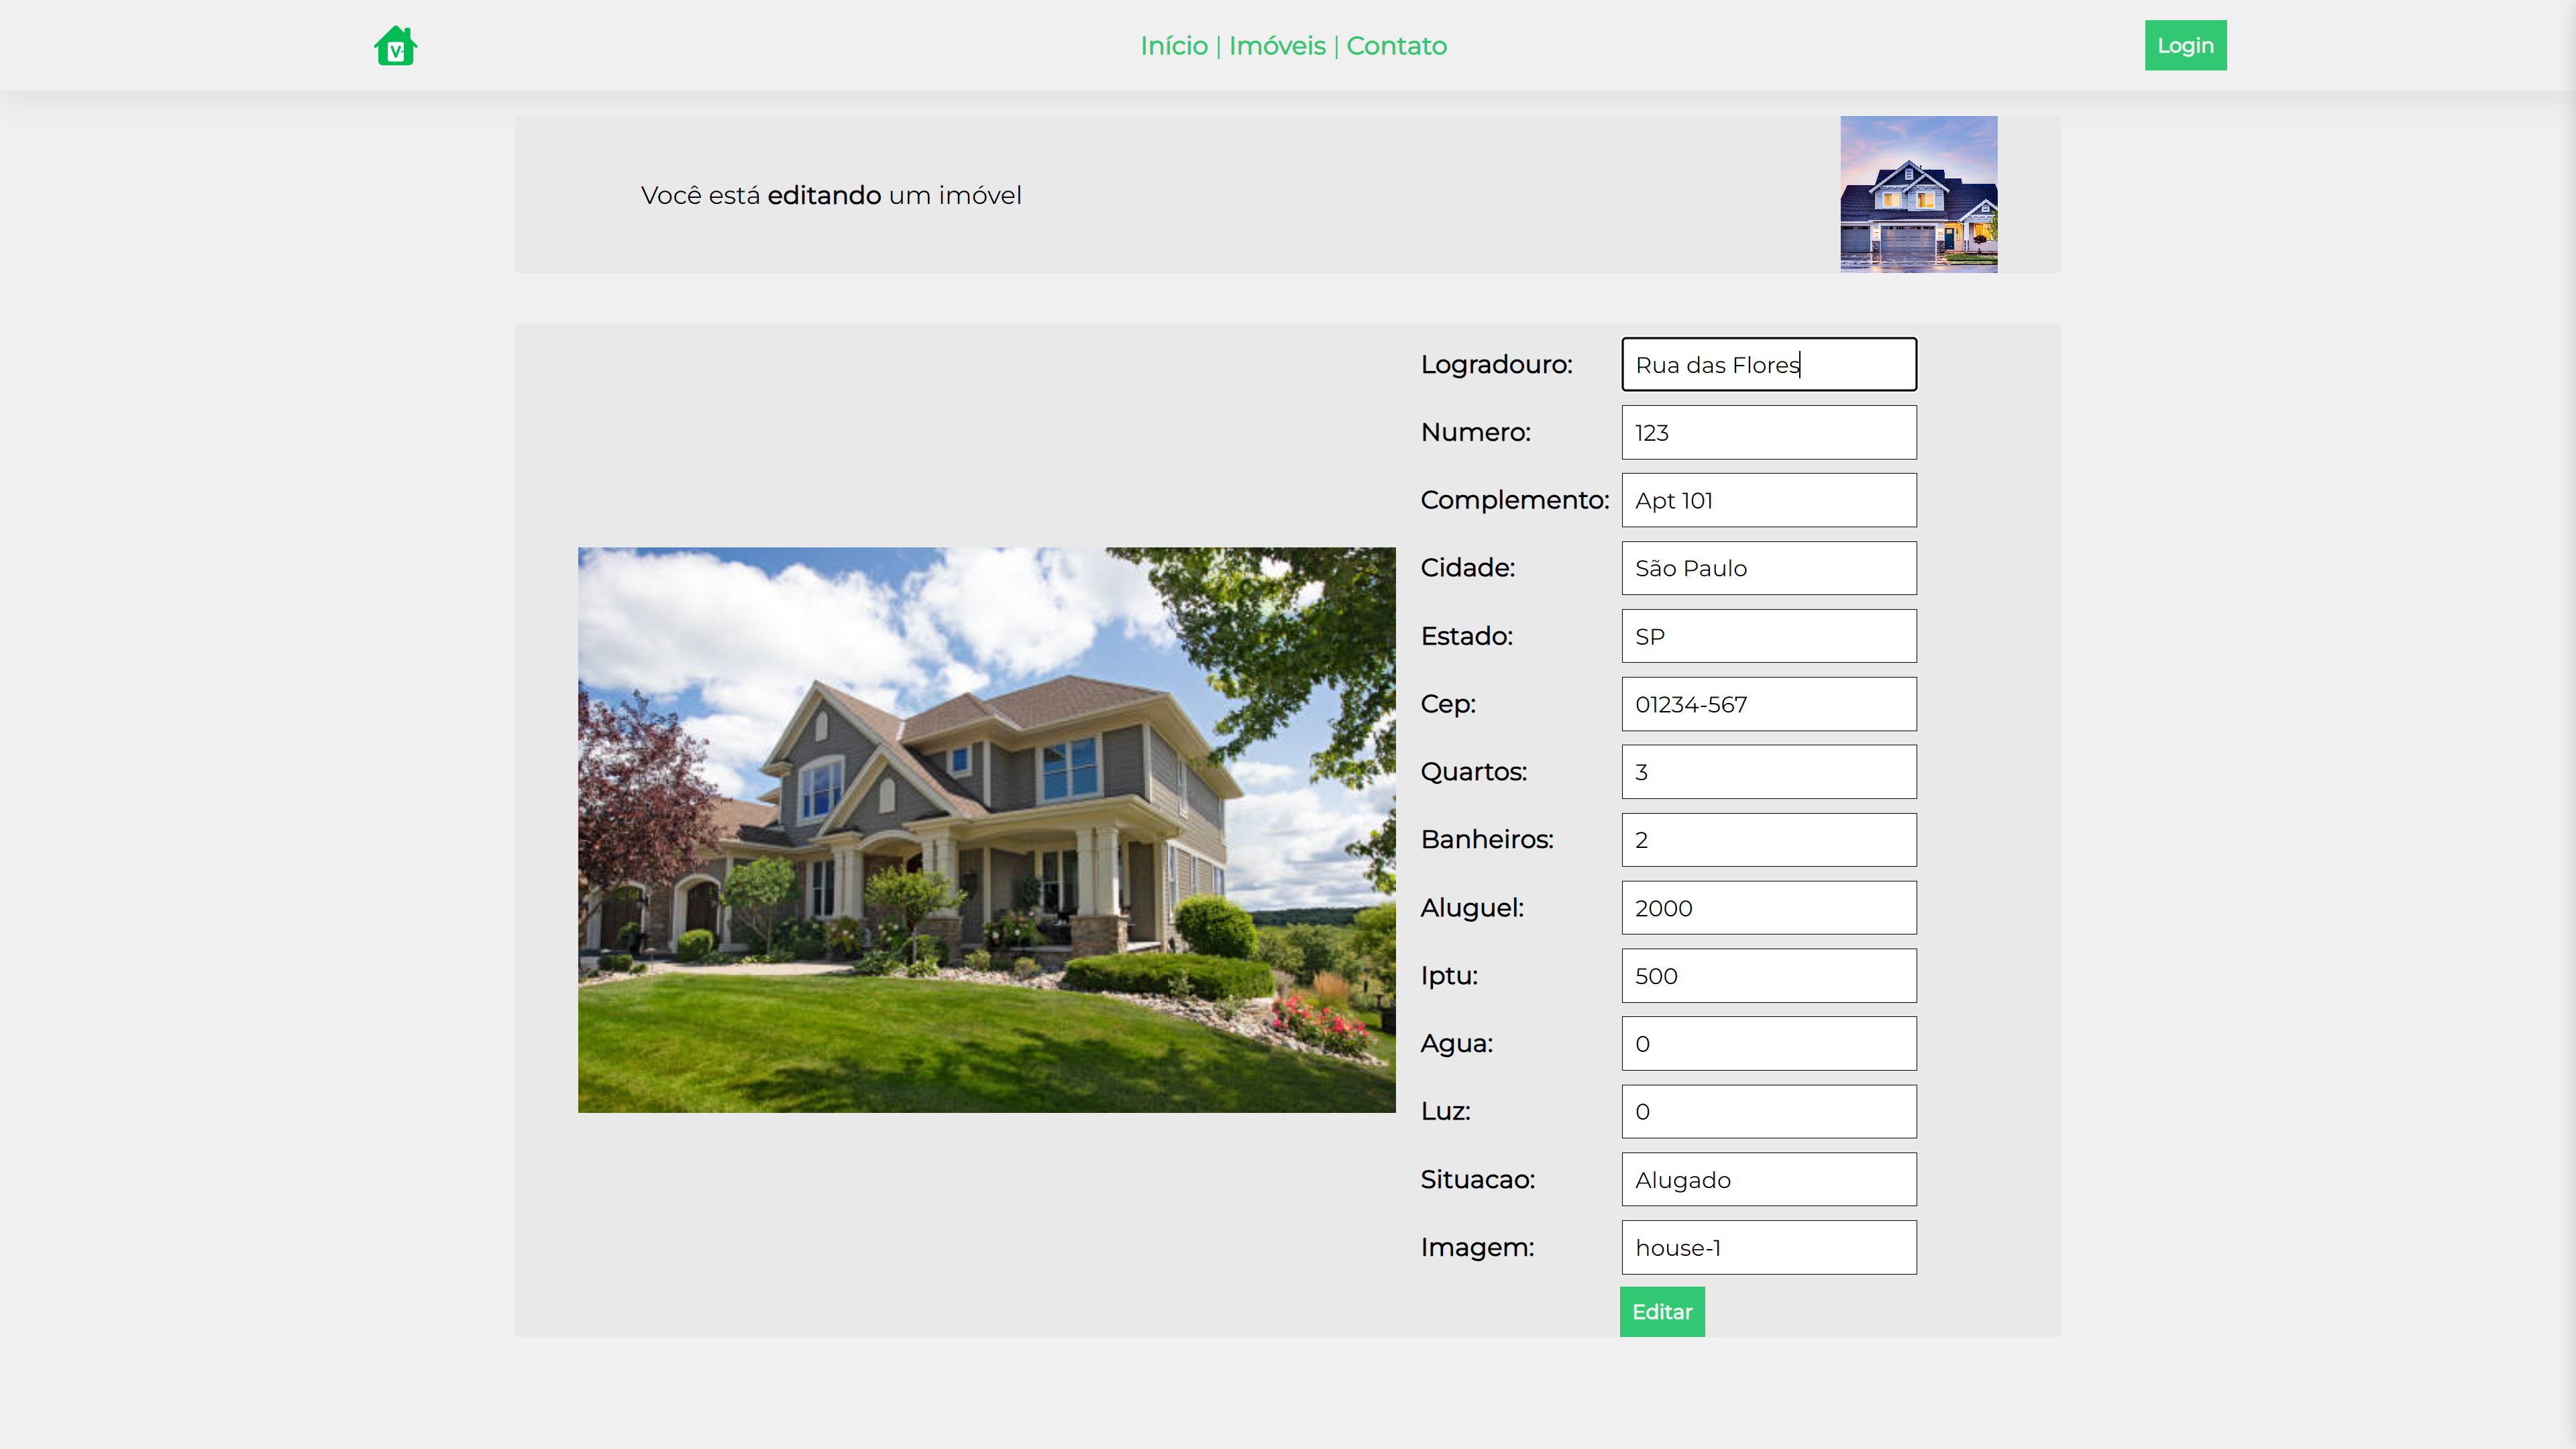 V
Início | Imóveis | Contato
Login
Você está editando um imóvel
Logradouro: Rua das Flores
Numero: 123
Complemento: Apt 101
Cidade: São Paulo
Estado: SP
Cep: 01234-567
Quartos: 3
Banheiros: 2
Aluguel: 2000
Iptu: 500
Agua: 0
Luz: 0
Situacao: Alugado
Imagem: house-1
Editar